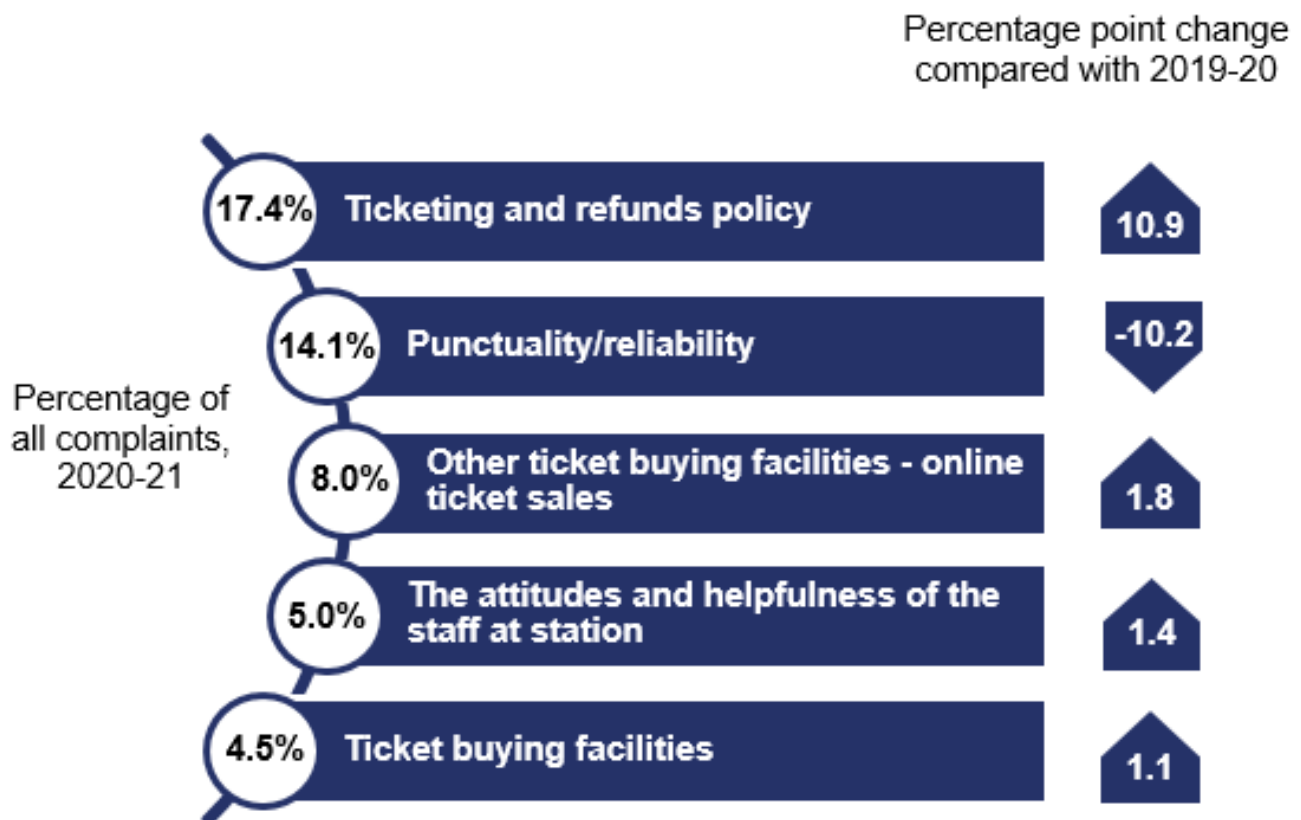 Percentage point change
compared with 2019-20
17.4%
Ticketing and refunds policy
10.9
14.1%
Punctuality/reliability
-10.2
Percentage of
all complaints,
2020-21
8.0%
Other ticket buying facilities - online
ticket sales
1.8
5.0%
The attitudes and helpfulness of the
staff at station
1.4
4.5%
Ticket buying facilities
1.1